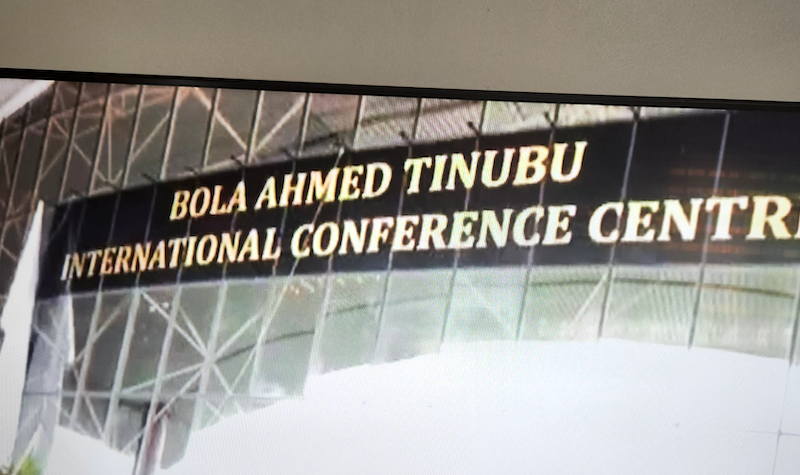 BOLA AHMED TINUBU
INTERNATIONAL CONFERENCE CENTR